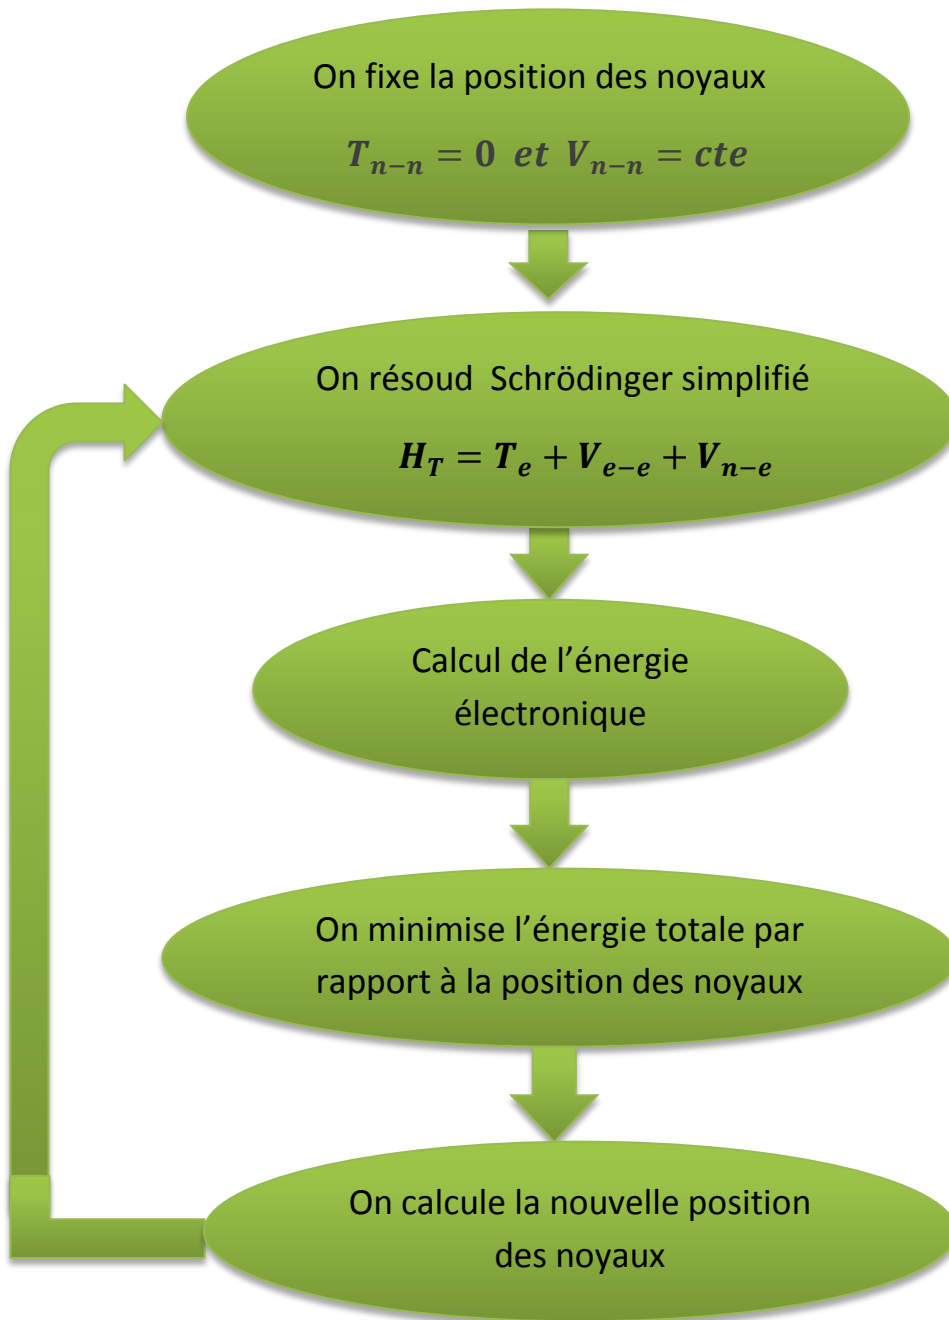 On fixe la position des noyaux
T_{n-n} = 0 et V_{n-n} = cte
On résoud Schrödinger simplifié
H_T = T_e + V_{e-e} + V_{n-e}
Calcul de l’énergie
électronique
On minimise l’énergie totale par
rapport à la position des noyaux
On calcule la nouvelle position
des noyaux